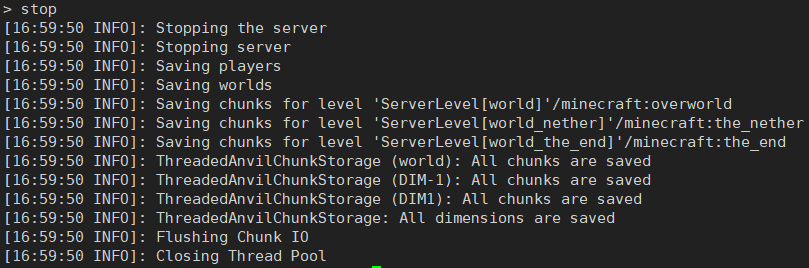 > stop
[16:59:50 INFO]: Stopping the server
[16:59:50 INFO]: Stopping server
[16:59:50 INFO]: Saving players
[16:59:50 INFO]: Saving worlds
[16:59:50 INFO]: Saving chunks for level 'ServerLevel[world]'/minecraft:overworld
[16:59:50 INFO]: Saving chunks for level 'ServerLevel[world_nether]'/minecraft:the_nether
[16:59:50 INFO]: Saving chunks for level 'ServerLevel[world_the_end]'/minecraft:the_end
[16:59:50 INFO]: ThreadedAnvilChunkStorage (world): All chunks are saved
[16:59:50 INFO]: ThreadedAnvilChunkStorage (DIM-1): All chunks are saved
[16:59:50 INFO]: ThreadedAnvilChunkStorage (DIM1): All chunks are saved
[16:59:50 INFO]: ThreadedAnvilChunkStorage: All dimensions are saved
[16:59:50 INFO]: Flushing Chunk IO
[16:59:50 INFO]: Closing Thread Pool